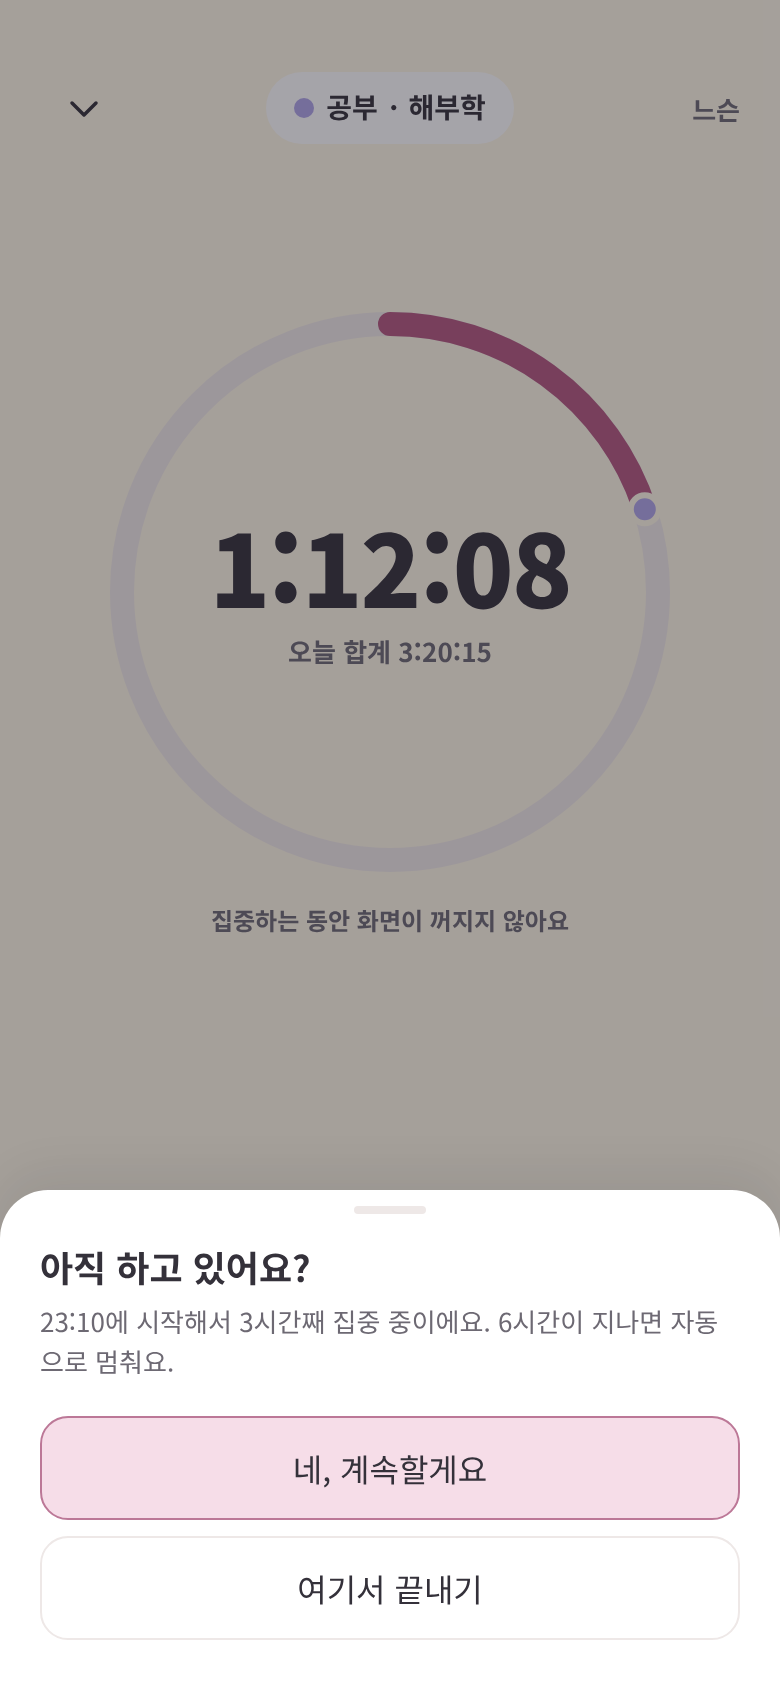 공부 · 해부학
느슨
1:12:08
오늘 합계 3:20:15
집중하는 동안 화면이 꺼지지 않아요
아직 하고 있어요?
23:10에 시작해서 3시간째 집중 중이에요. 6시간이 지나면 자동
으로 멈춰요.
네, 계속할게요
여기서 끝내기